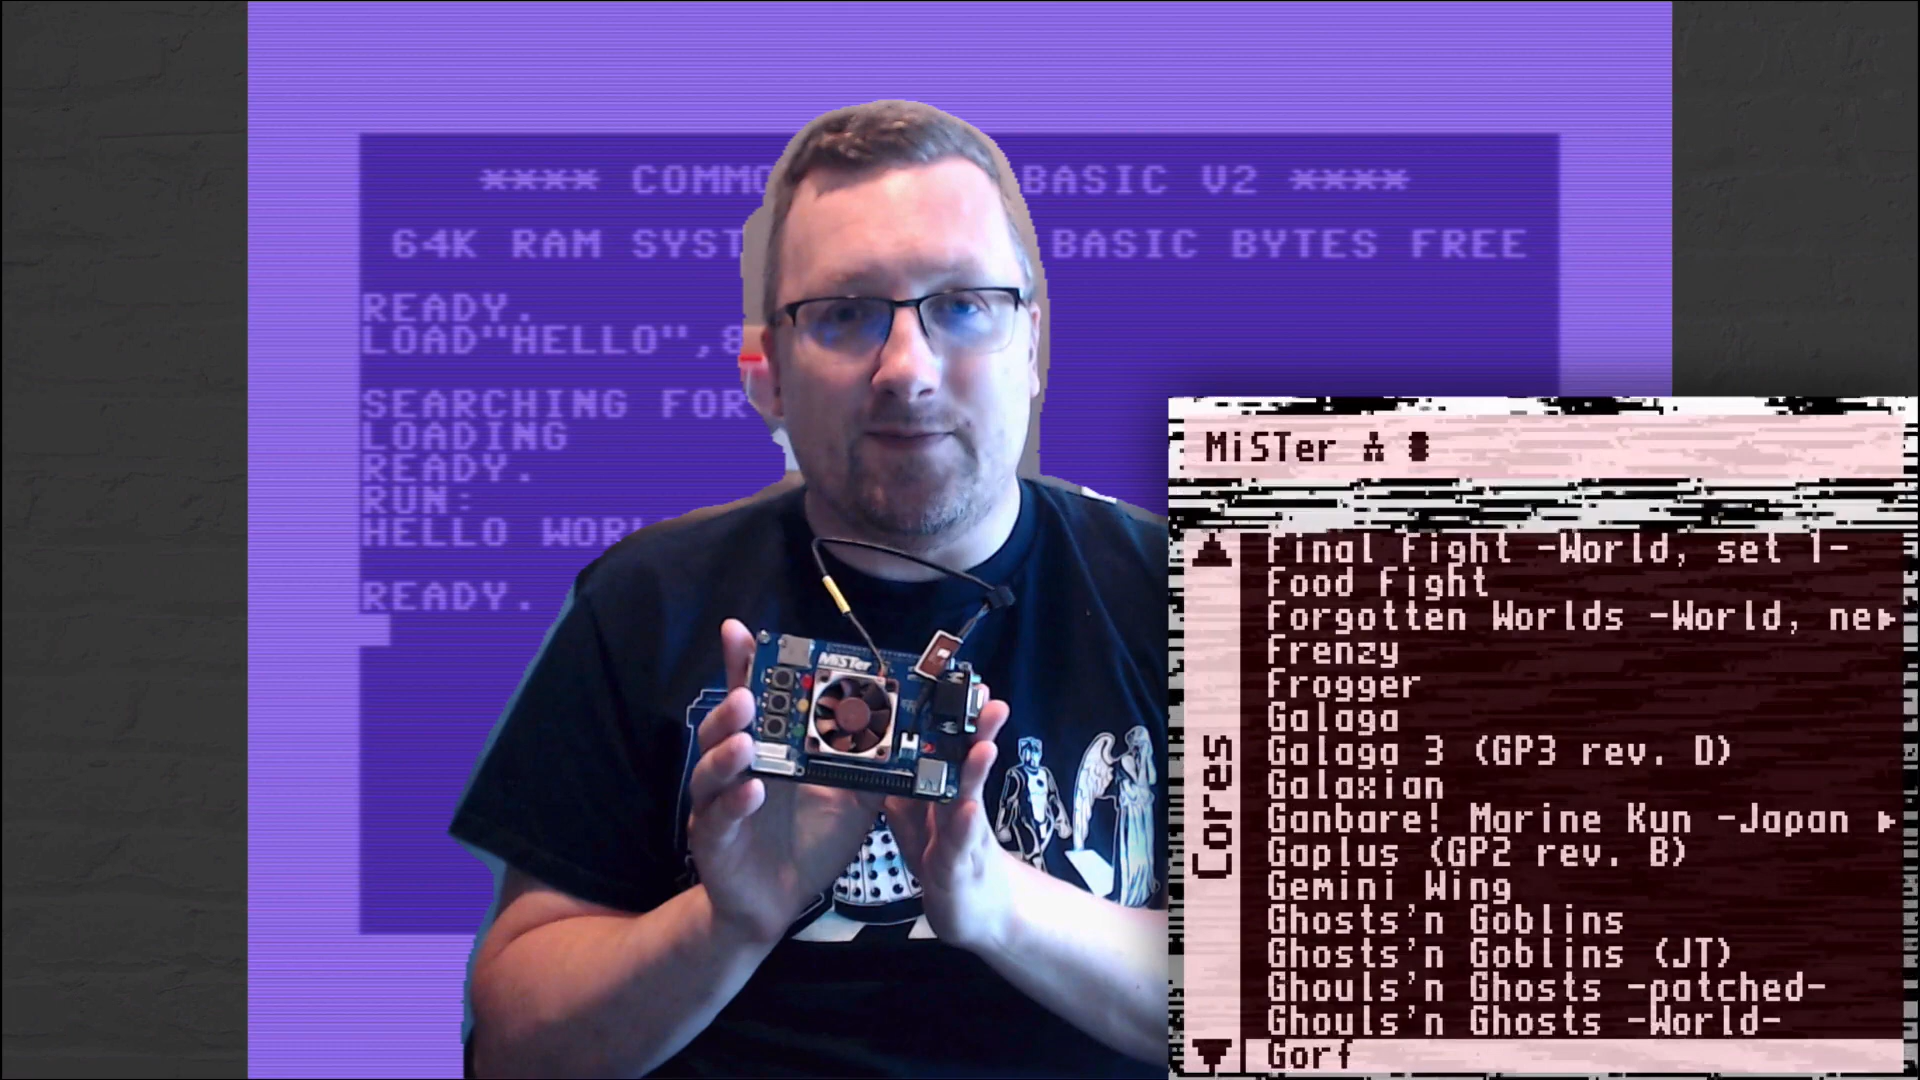 **** COMMO BASIC V2 ****
64K RAM SYST BASIC BYTES FREE
READY.
LOAD"HELLO",8
SEARCHING FOR
LOADING
READY.
RUN:
HELLO WORL
READY.
MiSTer
MiSTer
Cores
Final Fight -World, set 1-
Food Fight
Forgotten Worlds -World, ne
Frenzy
Frogger
Galaga
Galaga 3 (GP3 rev. D)
Galaxian
Ganbare! Marine Kun -Japan
Gaplus (GP2 rev. B)
Gemini Wing
Ghosts'n Goblins
Ghosts'n Goblins (JT)
Ghouls'n Ghosts -patched-
Ghouls'n Ghosts -World-
Gorf